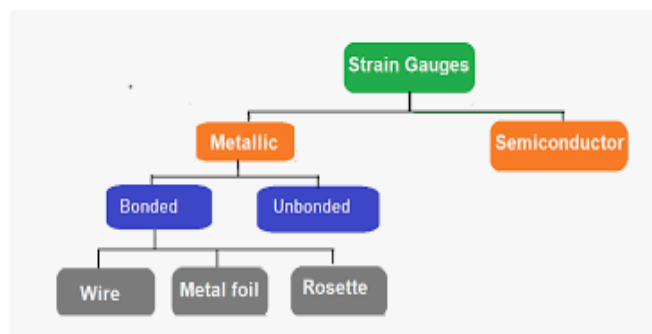 Strain Gauges
Metallic
Semiconductor
Bonded
Unbonded
Wire
Metal foil
Rosette